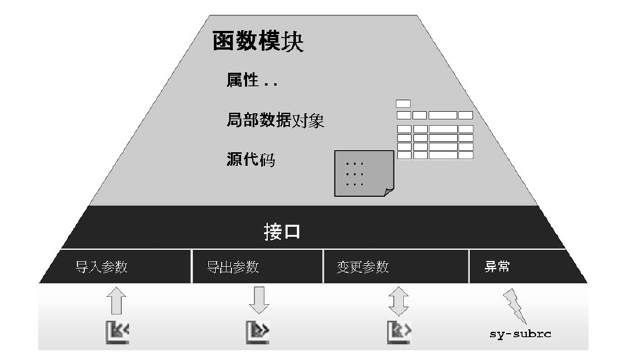 函数模块
属性..
局部数据对象
源代码
接口
导入参数 导出参数 变更参数 异常
sy-subrc